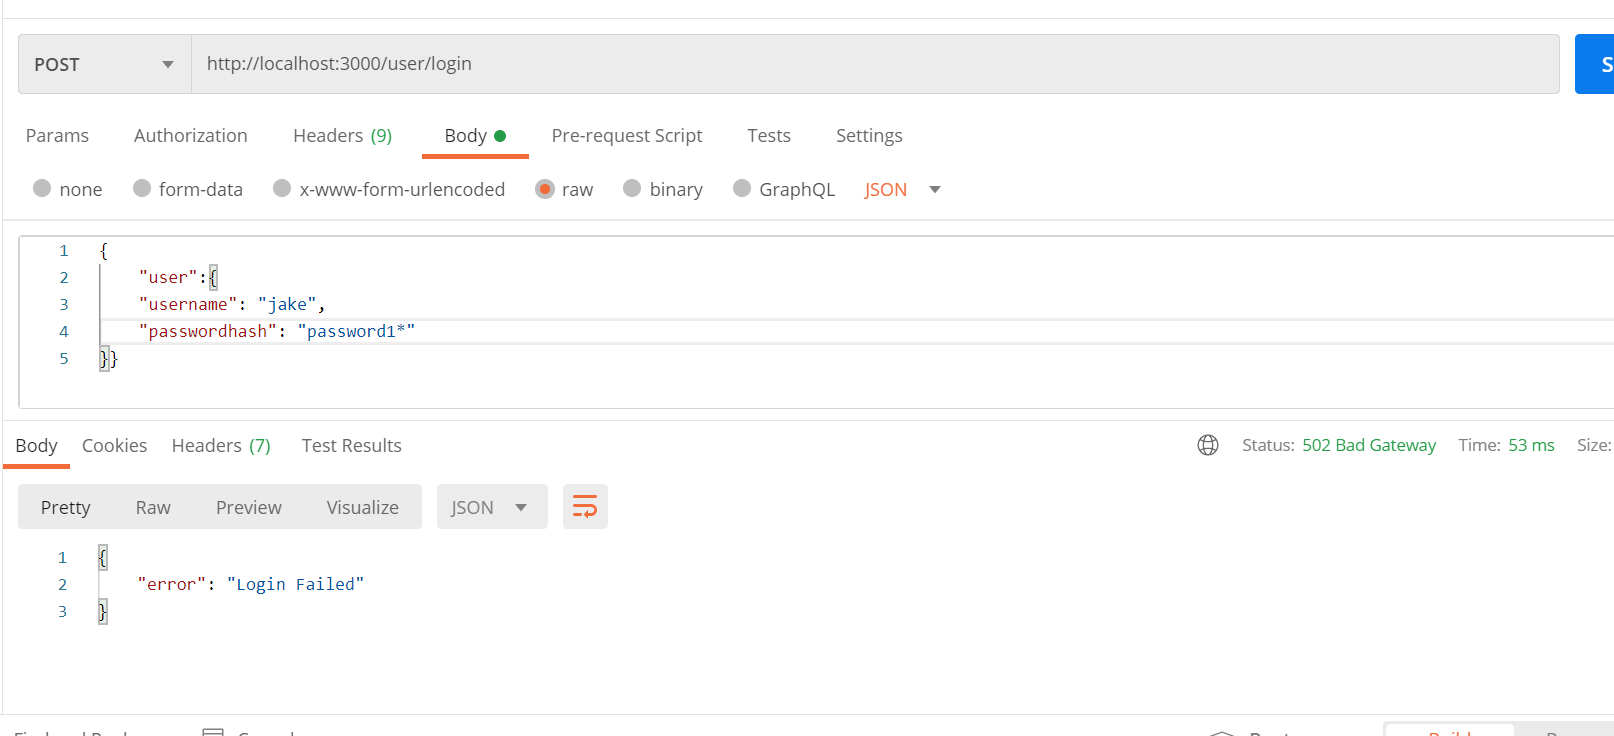 POST http://localhost:3000/user/login S
Params Authorization Headers (9) Body Pre-request Script Tests Settings
none form-data x-www-form-urlencoded raw binary GraphQL JSON
1 {
2 "user":{
3 "username": "jake",
4 "passwordhash": "password1*"
5 }}
Body Cookies Headers (7) Test Results Status: 502 Bad Gateway Time: 53 ms Size:
Pretty Raw Preview Visualize JSON
1 {
2 "error": "Login Failed"
3 }